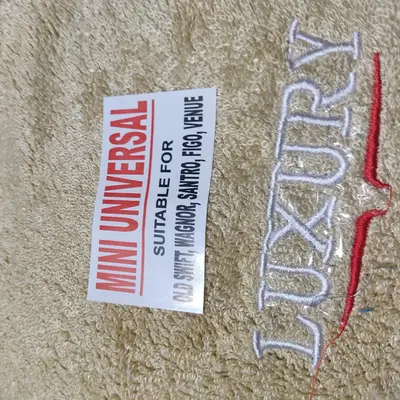 MINI UNIVERSAL
SUITABLE FOR
OLD SWIFT, WAGNOR, SANTRO, FIGO, VENUE
LUXURY